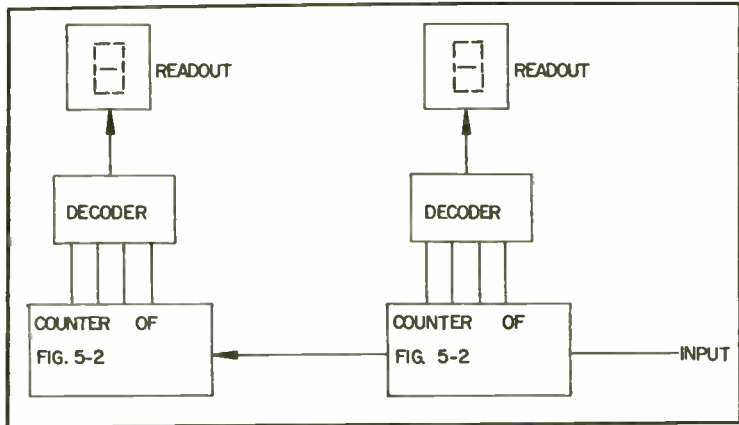 READOUT
READOUT
DECODER
DECODER
COUNTER OF
FIG. 5-2
COUNTER OF
FIG. 5-2
INPUT